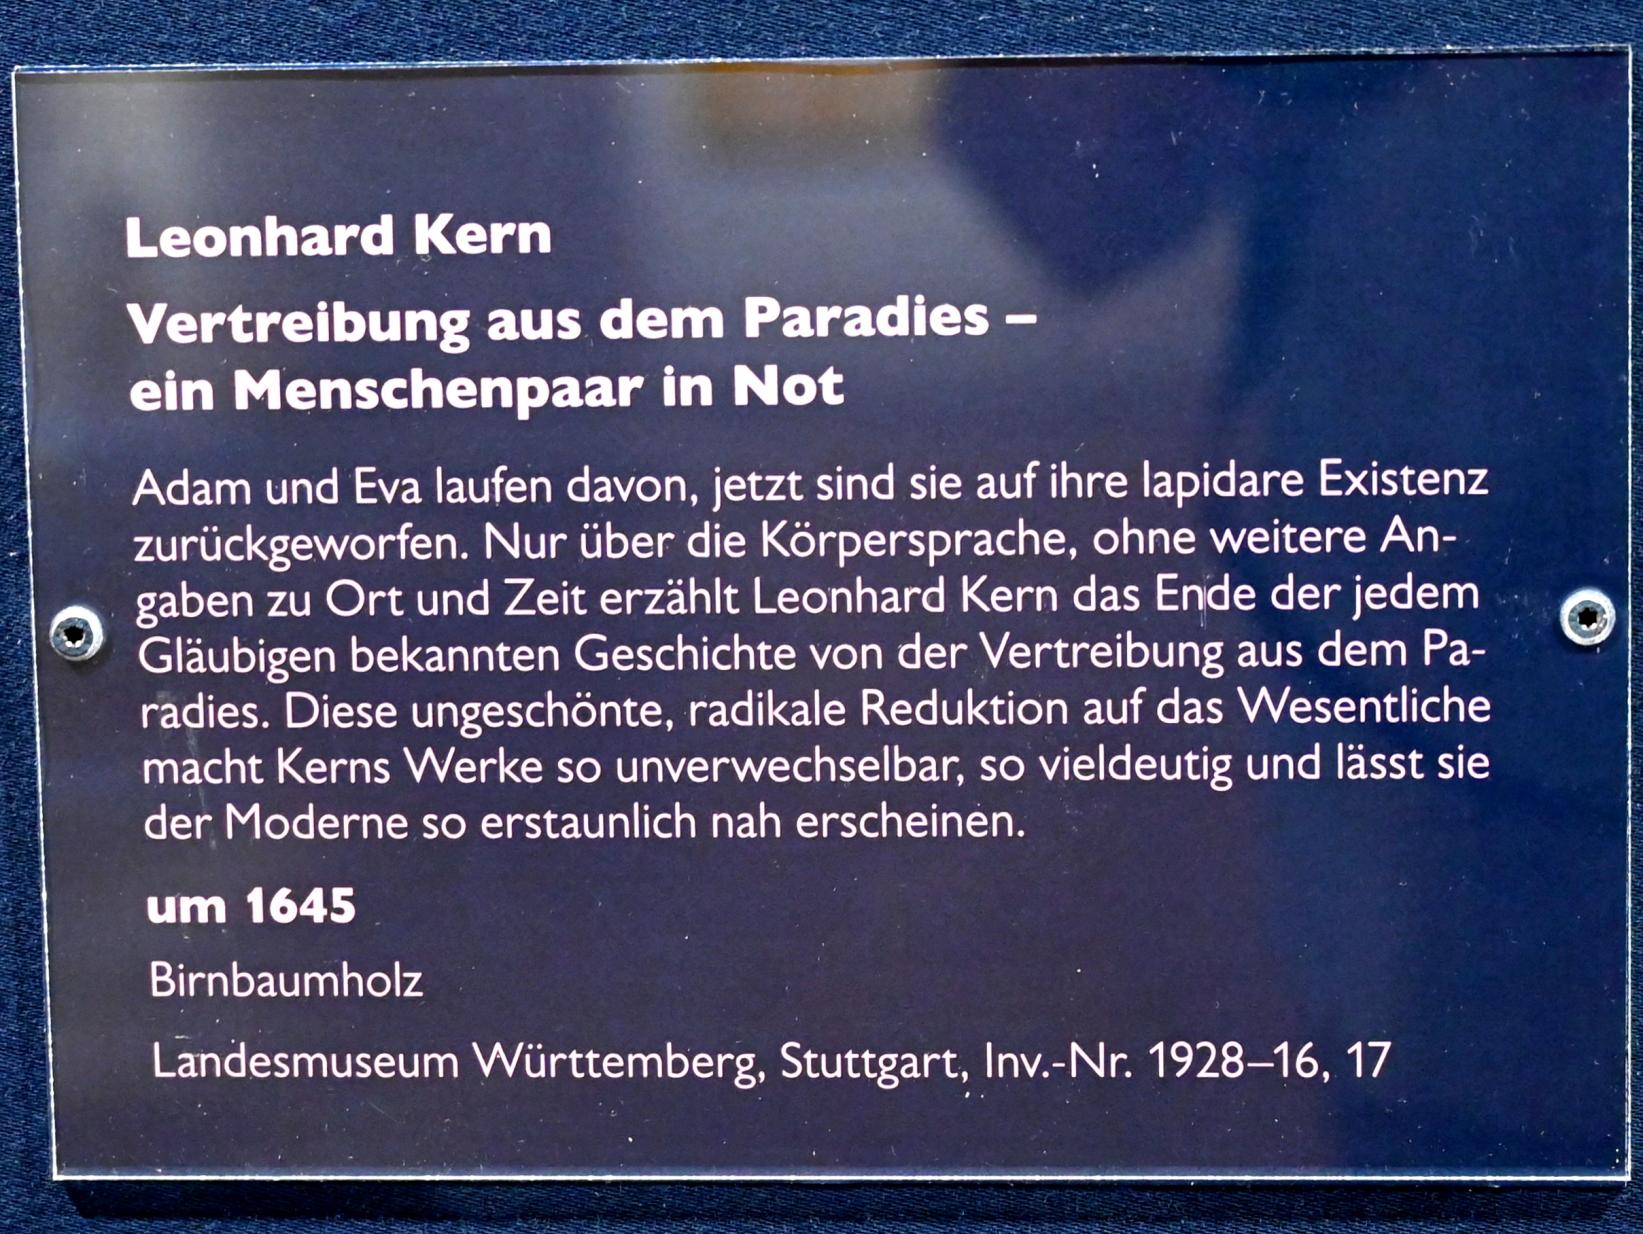 Leonhard Kern
Vertreibung aus dem Paradies –
ein Menschenpaar in Not
Adam und Eva laufen davon, jetzt sind sie auf ihre lapidare Existenz
zurückgeworfen. Nur über die Körpersprache, ohne weitere An-
gaben zu Ort und Zeit erzählt Leonhard Kern das Ende der jedem
Gläubigen bekannten Geschichte von der Vertreibung aus dem Pa-
radies. Diese ungeschönte, radikale Reduktion auf das Wesentliche
macht Kerns Werke so unverwechselbar, so vieldeutig und lässt sie
der Moderne so erstaunlich nah erscheinen.
um 1645
Birnbaumholz
Landesmuseum Württemberg, Stuttgart, Inv.-Nr. 1928–16, 17